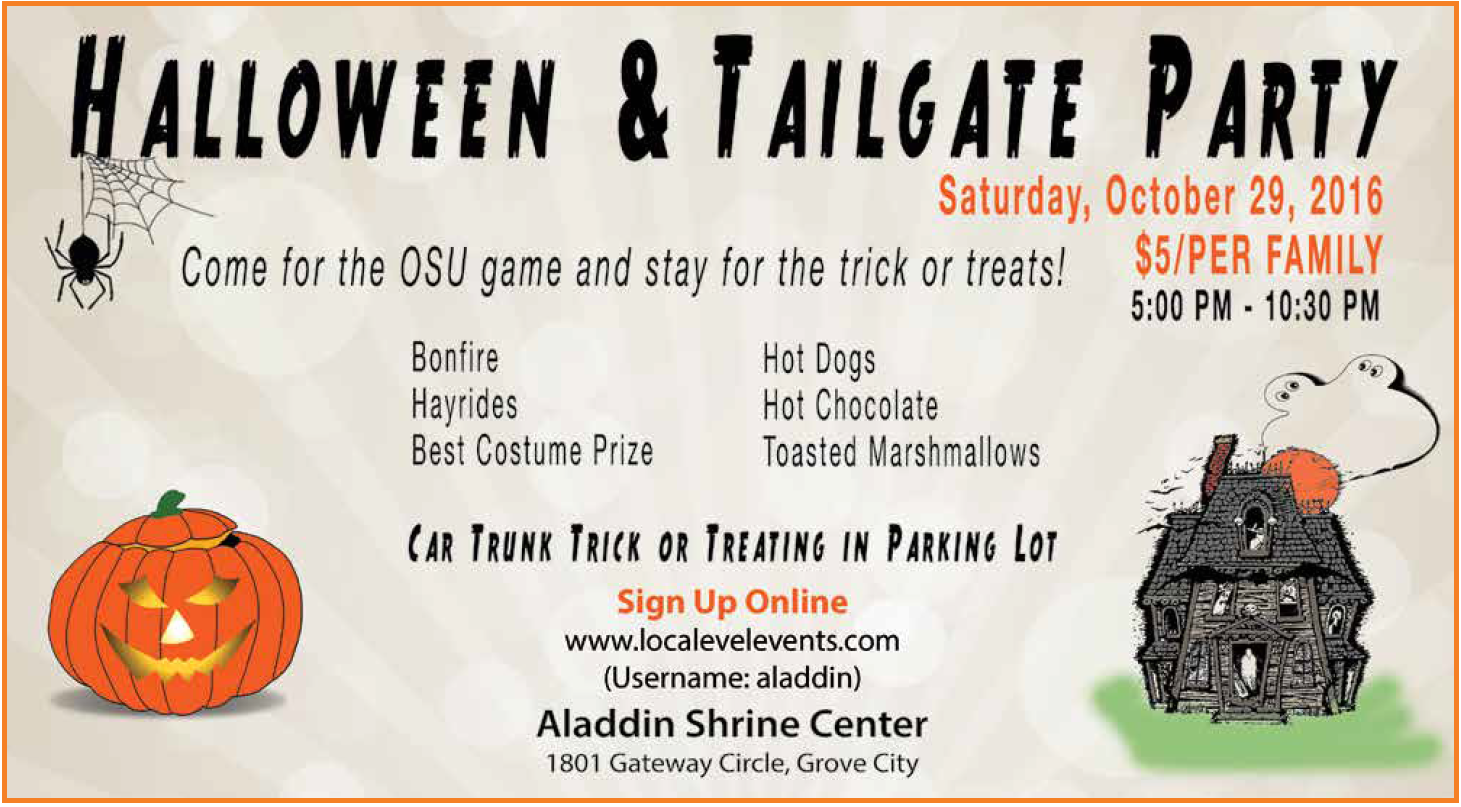 HALLOWEEN & TAILGATE PARTY
Saturday, October 29, 2016
Come for the OSU game and stay for the trick or treats!
$5/PER FAMILY
5:00 PM - 10:30 PM
Bonfire
Hayrides
Best Costume Prize
Hot Dogs
Hot Chocolate
Toasted Marshmallows
CAR TRUNK TRICK OR TREATING IN PARKING LOT
Sign Up Online
www.localevelevents.com
(Username: aladdin)
Aladdin Shrine Center
1801 Gateway Circle, Grove City